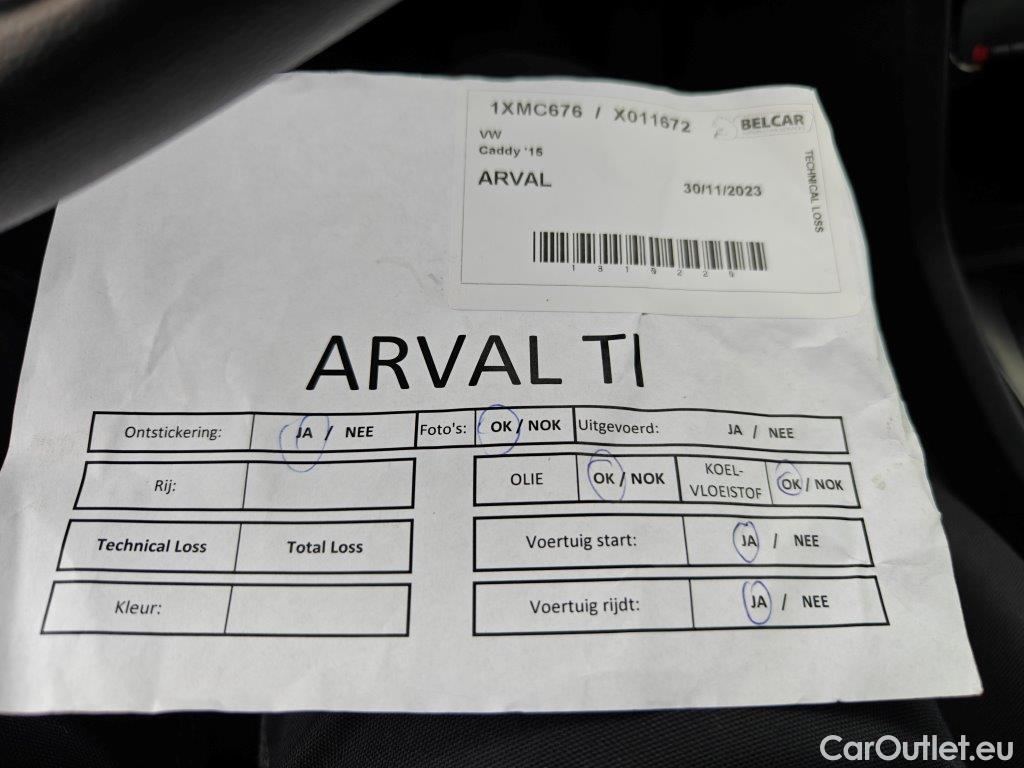 1XMC676 / X011672
BELCAR
VW
Caddy '15
ARVAL
30/11/2023
TECHNICAL LOSS
1810229
ARVAL TI
Ontstickering: JA / NEE Foto's: OK / NOK Uitgevoerd: JA / NEE
Rij: OLIE OK / NOK KOEL-
VLOEISTOF OK / NOK
Technical Loss Total Loss Voertuig start: JA / NEE
Kleur: Voertuig rijdt: JA / NEE
CarOutlet.eu